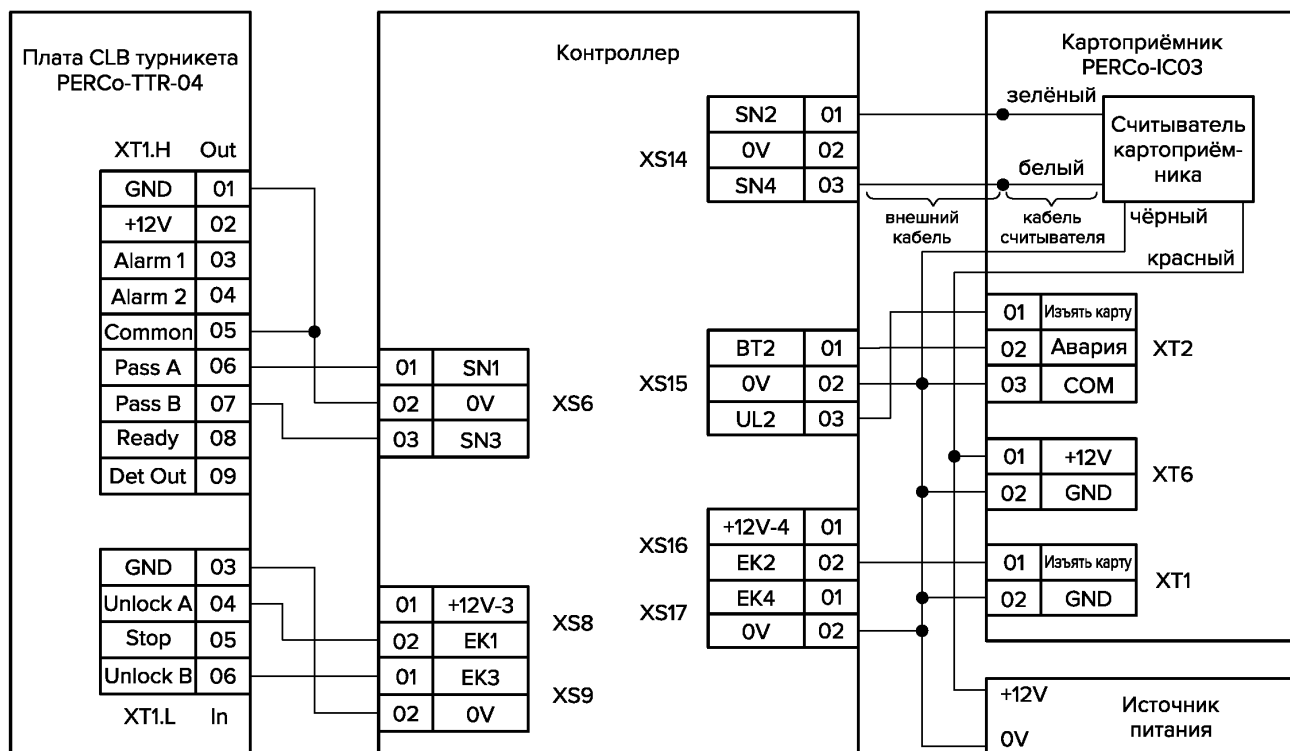 Плата CLB турникета
PERCo-TTR-04
XT1.H Out
GND 01
+12V 02
Alarm 1 03
Alarm 2 04
Common 05
Pass A 06
Pass B 07
Ready 08
Det Out 09
GND 03
Unlock A 04
Stop 05
Unlock B 06
XT1.L In
Контроллер
01 SN1
02 0V
03 SN3
XS6
01 +12V-3
02 EK1
XS8
01 EK3
02 0V
XS9
XS14
SN2 01
0V 02
SN4 03
XS15
BT2 01
0V 02
UL2 03
XS16
+12V-4 01
EK2 02
XS17
EK4 01
0V 02
внешний
кабель
Картоприёмник
PERCo-IC03
зелёный
белый
Считыватель
картоприём-
ника
кабель
считывателя
чёрный
красный
01 Изъять карту
02 Авария
03 COM
XT2
01 +12V
02 GND
XT6
01 Изъять карту
02 GND
XT1
+12V
0V
Источник
питания